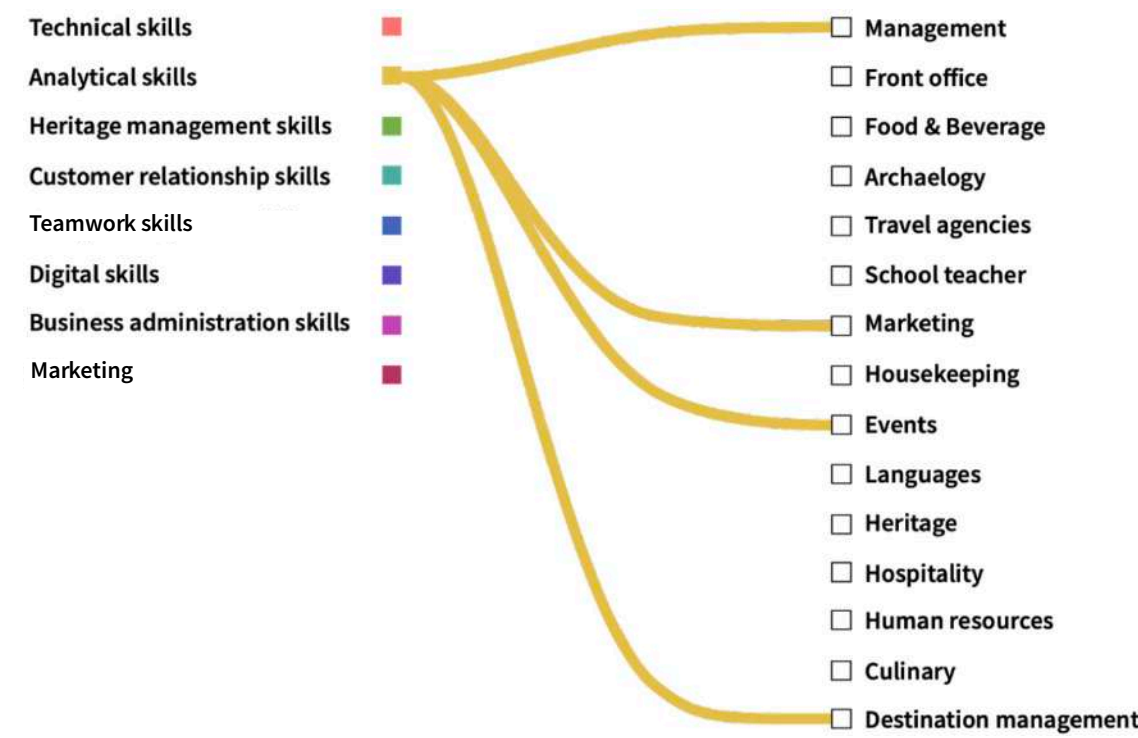 Technical skills
Analytical skills
Heritage management skills
Customer relationship skills
Teamwork skills
Digital skills
Business administration skills
Marketing
Management
Front office
Food & Beverage
Archaelogy
Travel agencies
School teacher
Marketing
Housekeeping
Events
Languages
Heritage
Hospitality
Human resources
Culinary
Destination management